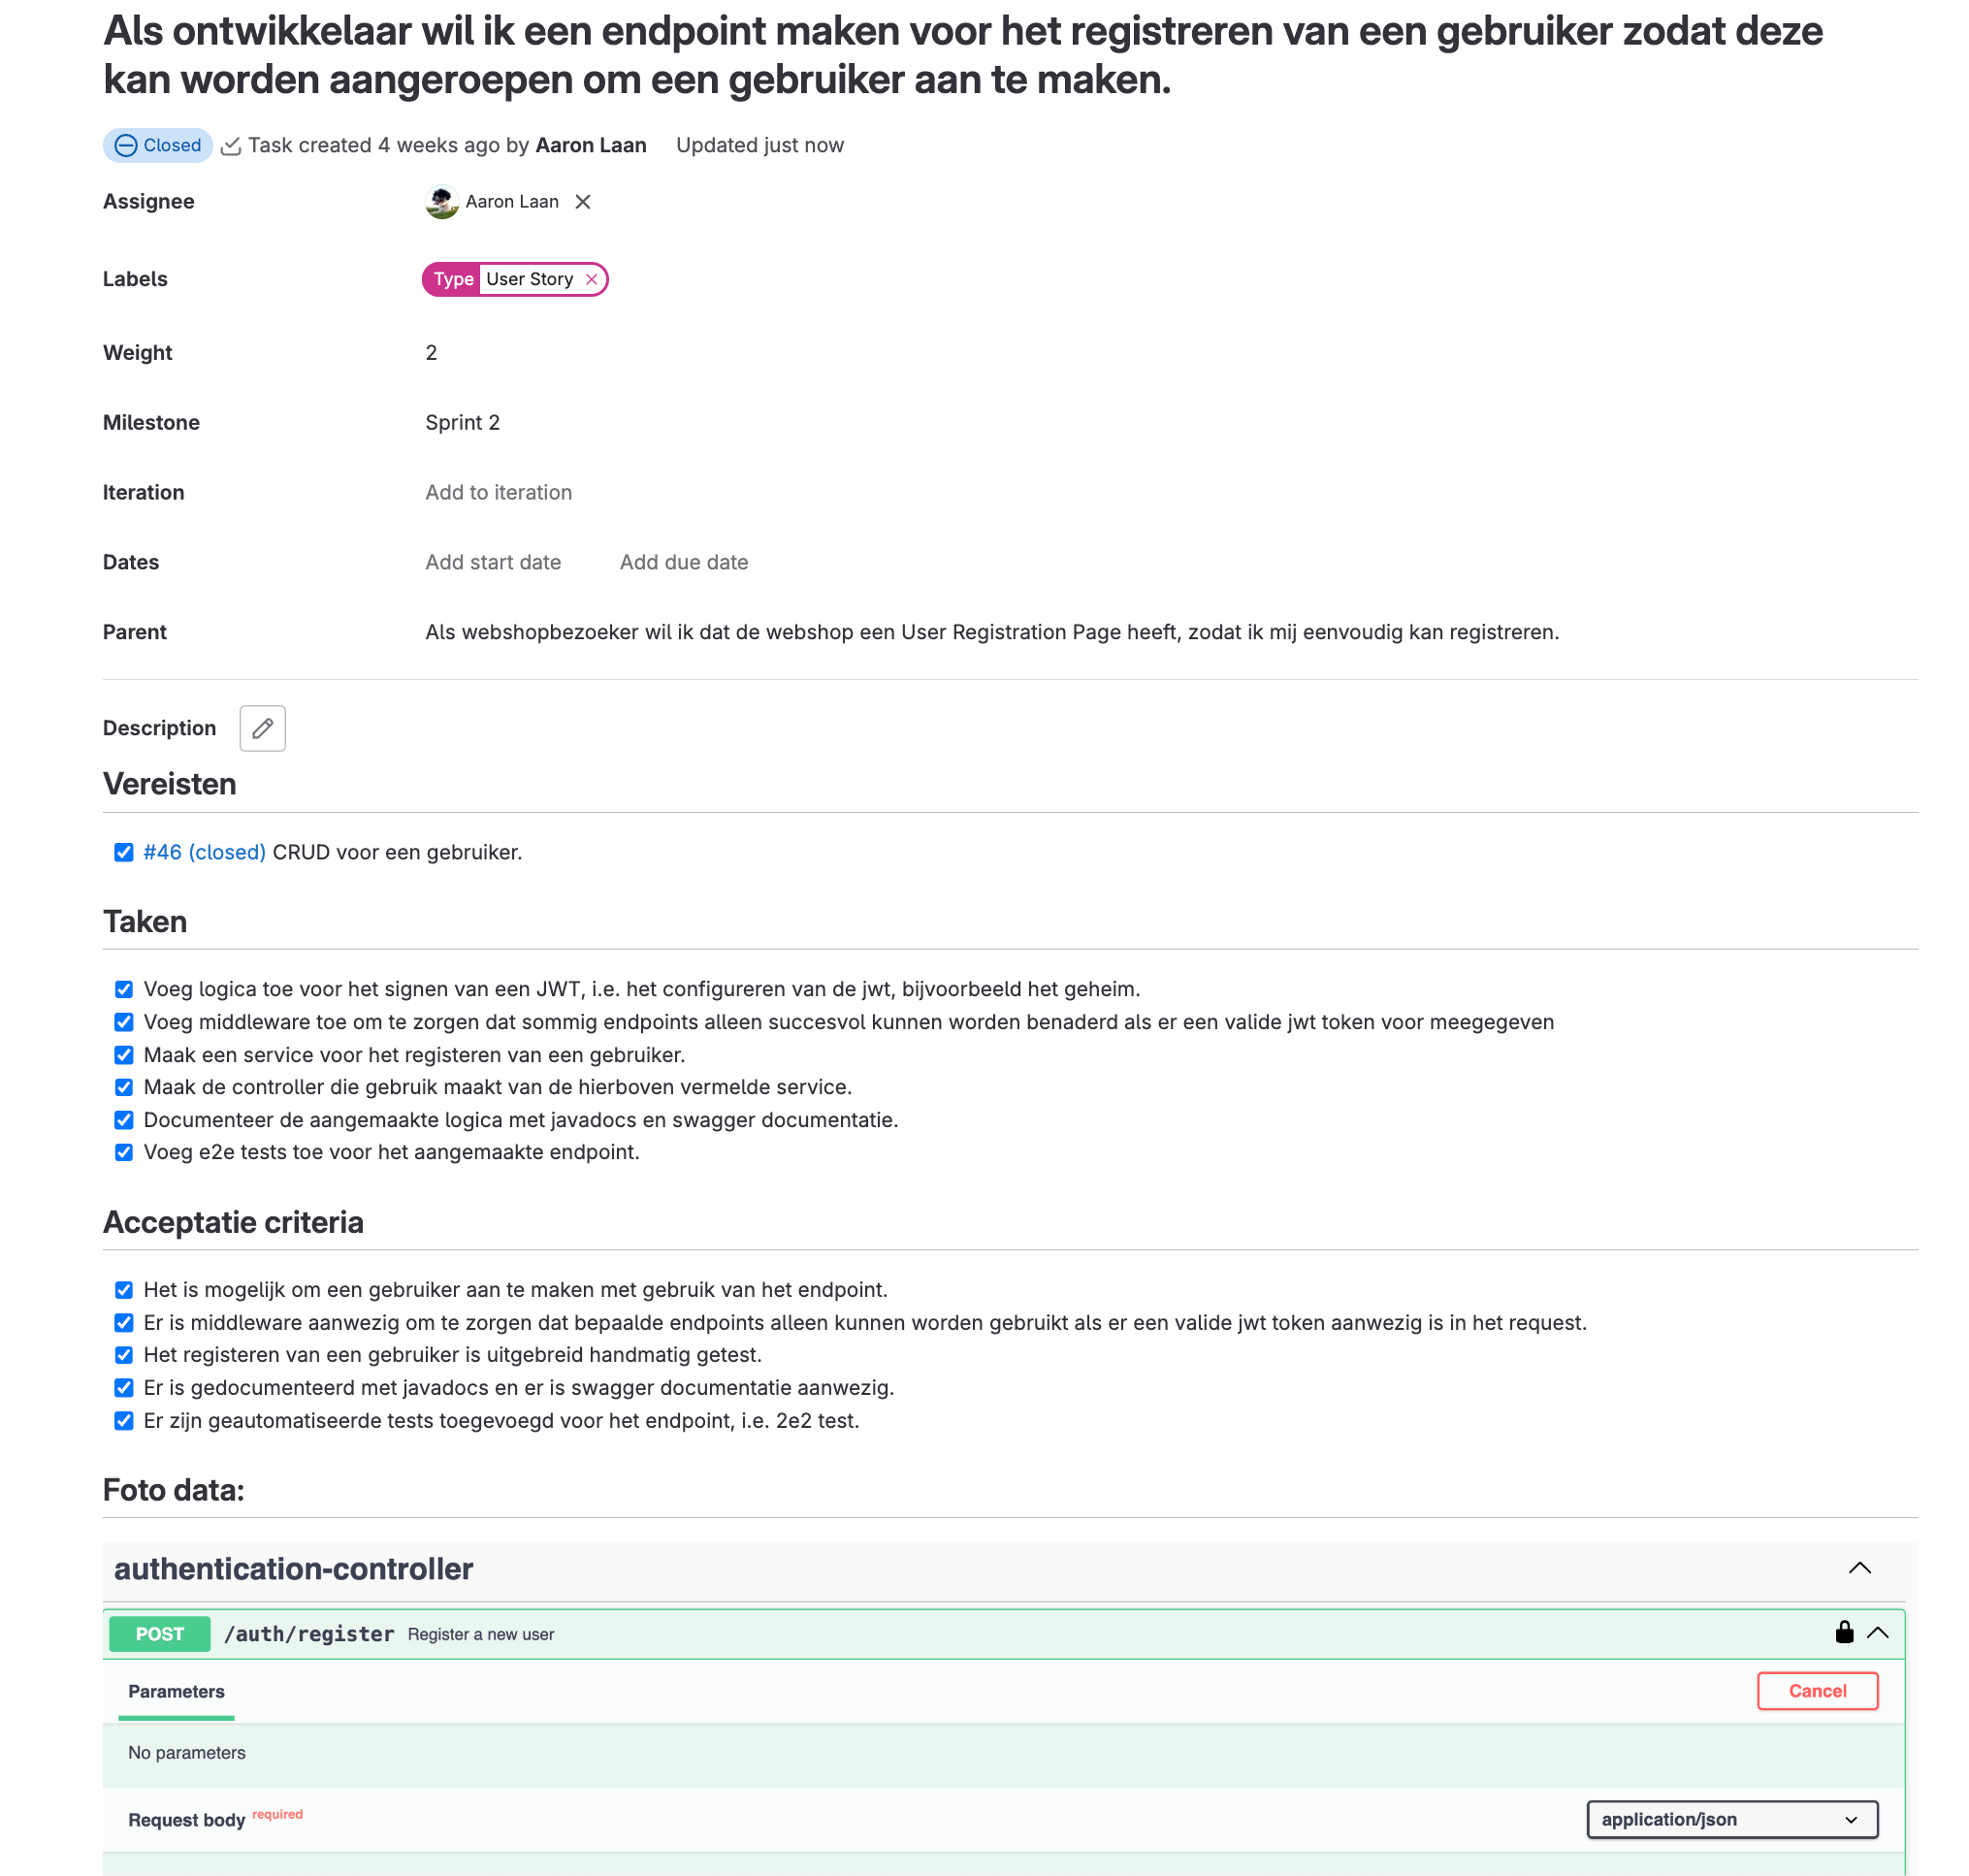 Als ontwikkelaar wil ik een endpoint maken voor het registreren van een gebruiker zodat deze
kan worden aangeroepen om een gebruiker aan te maken.
Closed Task created 4 weeks ago by Aaron Laan Updated just now
Assignee Aaron Laan
Labels Type User Story
Weight 2
Milestone Sprint 2
Iteration Add to iteration
Dates Add start date Add due date
Parent Als webshopbezoeker wil ik dat de webshop een User Registration Page heeft, zodat ik mij eenvoudig kan registreren.
Description
Vereisten
#46 (closed) CRUD voor een gebruiker.
Taken
Voeg logica toe voor het signen van een JWT, i.e. het configureren van de jwt, bijvoorbeeld het geheim.
Voeg middleware toe om te zorgen dat sommig endpoints alleen succesvol kunnen worden benaderd als er een valide jwt token voor meegegeven
Maak een service voor het registeren van een gebruiker.
Maak de controller die gebruik maakt van de hierboven vermelde service.
Documenteer de aangemaakte logica met javadocs en swagger documentatie.
Voeg e2e tests toe voor het aangemaakte endpoint.
Acceptatie criteria
Het is mogelijk om een gebruiker aan te maken met gebruik van het endpoint.
Er is middleware aanwezig om te zorgen dat bepaalde endpoints alleen kunnen worden gebruikt als er een valide jwt token aanwezig is in het request.
Het registeren van een gebruiker is uitgebreid handmatig getest.
Er is gedocumenteerd met javadocs en er is swagger documentatie aanwezig.
Er zijn geautomatiseerde tests toegevoegd voor het endpoint, i.e. 2e2 test.
Foto data:
authentication-controller
POST /auth/register Register a new user
Parameters Cancel
No parameters
Request body required application/json